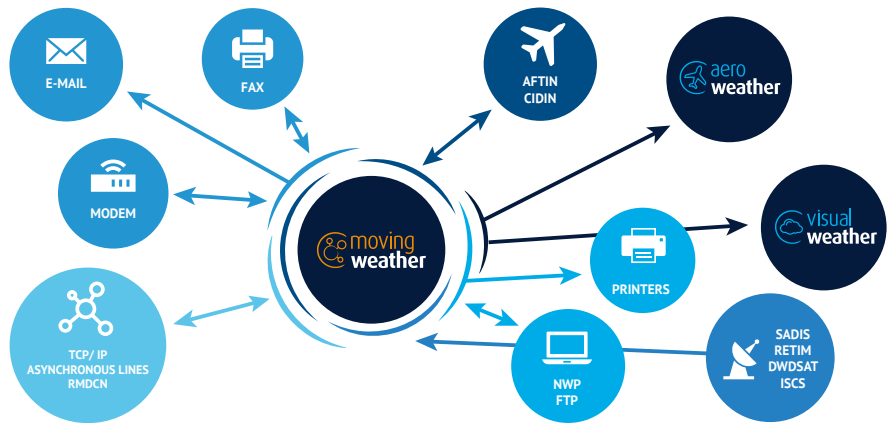 E-MAIL
FAX
AFTIN
CIDIN
aero
weather
MODEM
moving
weather
visual
weather
PRINTERS
TCP/ IP
ASYNCHRONOUS LINES
RMDCN
NWP
FTP
SADIS
RETIM
DWDSAT
ISCS